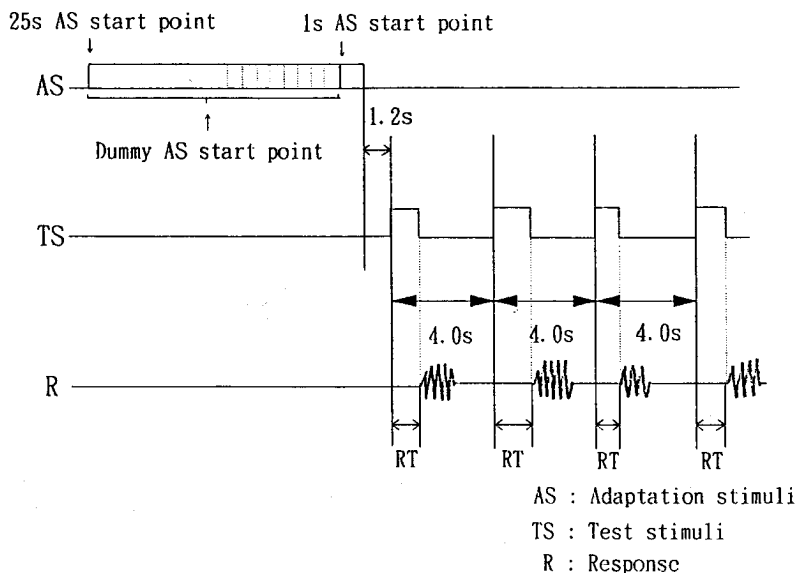 25s AS start point
1s AS start point
AS
1.2s
Dummy AS start point
TS
4.0s 4.0s 4.0s
R
RT RT RT RT
AS : Adaptation stimuli
TS : Test stimuli
R : Response